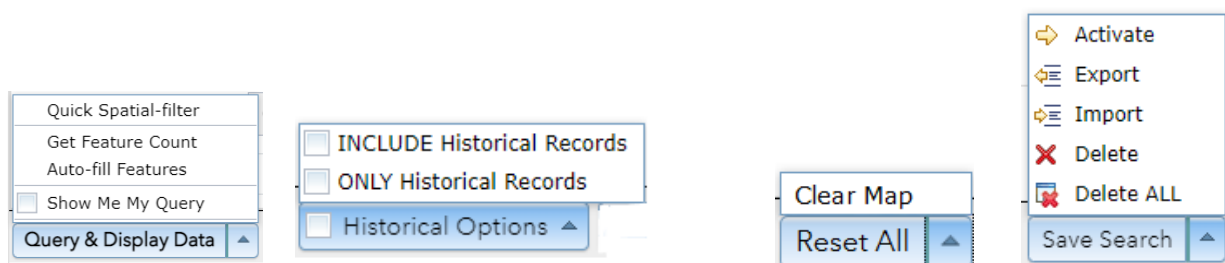 Quick Spatial-filter
Get Feature Count
Auto-fill Features
Show Me My Query
Query & Display Data
INCLUDE Historical Records
ONLY Historical Records
Historical Options
Clear Map
Reset All
Activate
Export
Import
Delete
Delete ALL
Save Search